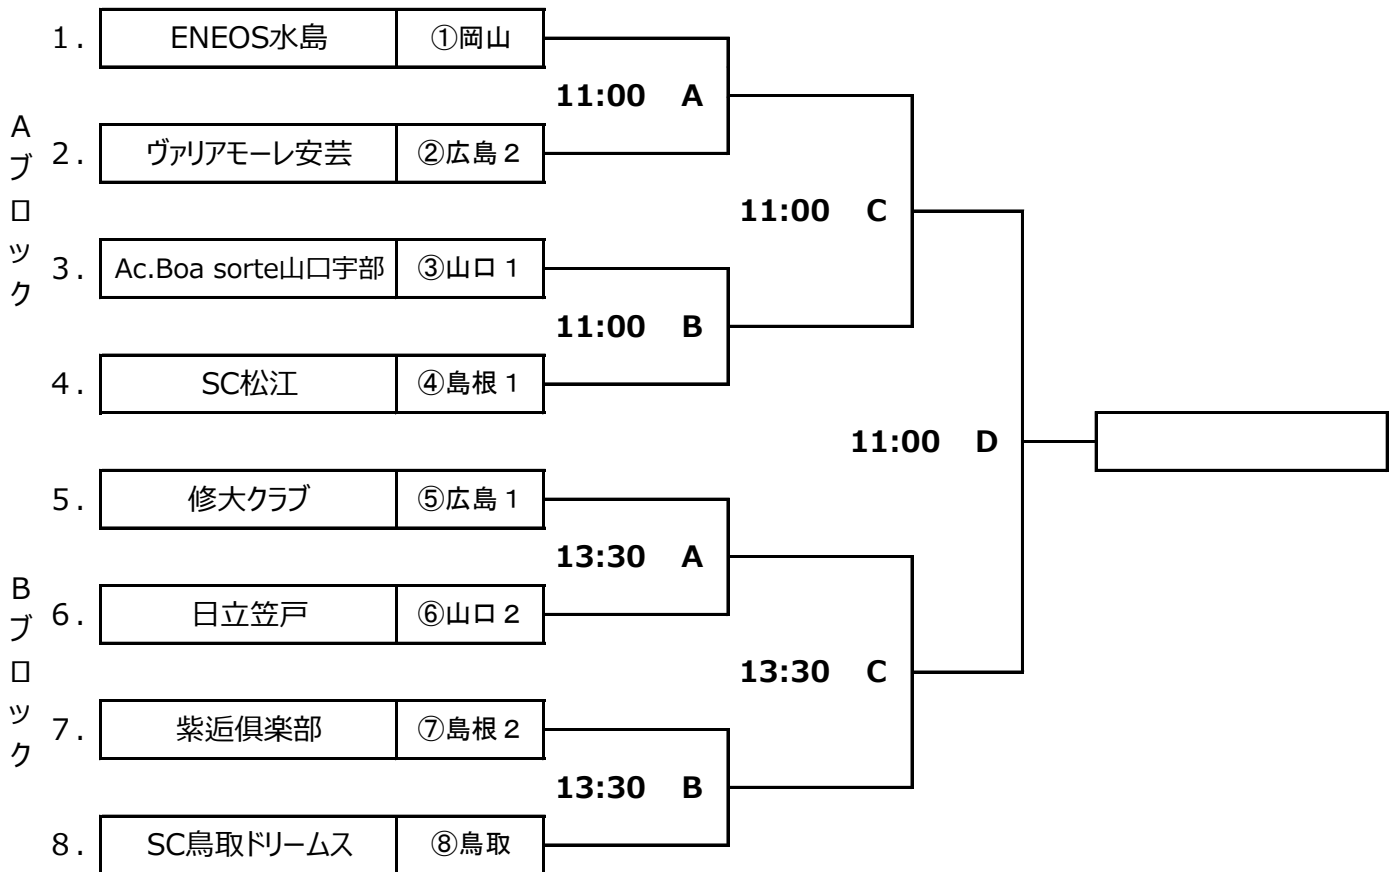 1. ENEOS水島 ①岡山
11:00 A
Aブロック
2. ヴァリアモーレ安芸 ②広島２
11:00 C
3. Ac.Boa sorte山口宇部 ③山口１
11:00 B
4. SC松江 ④島根１
11:00 D
5. 修大クラブ ⑤広島１
13:30 A
Bブロック
6. 日立笠戸 ⑥山口２
13:30 C
7. 紫逅倶楽部 ⑦島根２
13:30 B
8. SC鳥取ドリームス ⑧鳥取